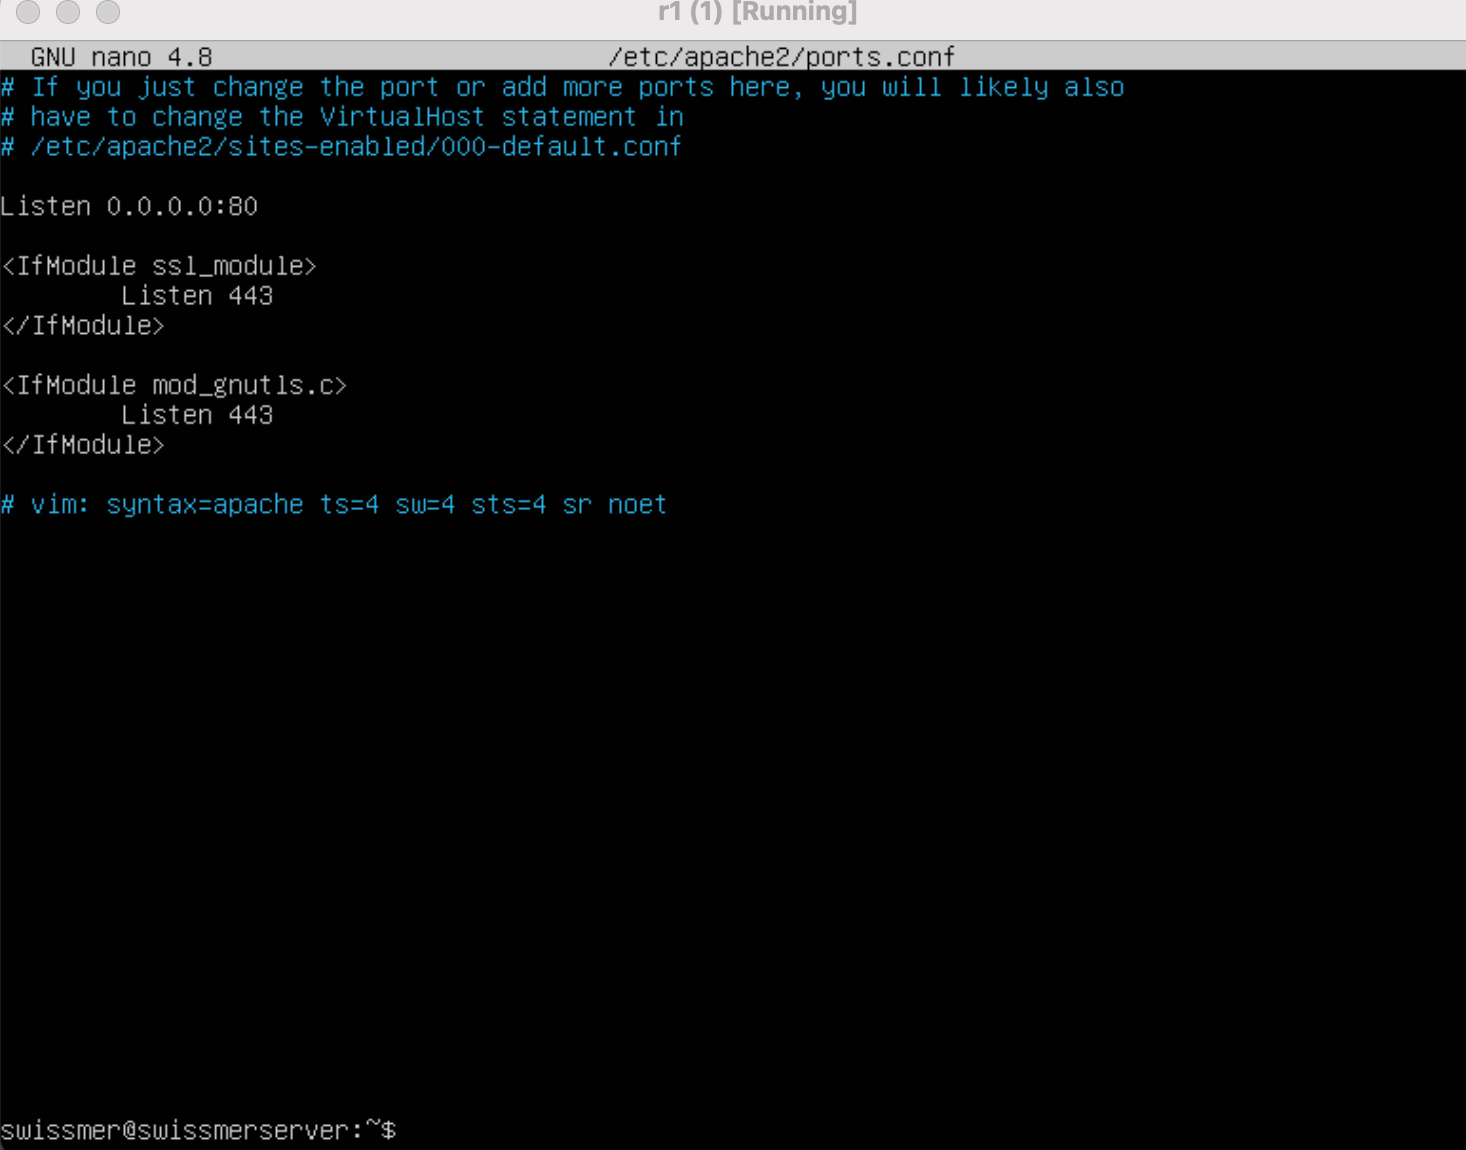 r1 (1) [Running]
GNU nano 4.8 /etc/apache2/ports.conf
# If you just change the port or add more ports here, you will likely also
# have to change the VirtualHost statement in
# /etc/apache2/sites-enabled/000-default.conf
Listen 0.0.0.0:80
<IfModule ssl_module>
Listen 443
</IfModule>
<IfModule mod_gnutls.c>
Listen 443
</IfModule>
# vim: syntax=apache ts=4 sw=4 sts=4 sr noet
swissmer@swissmerserver:~$